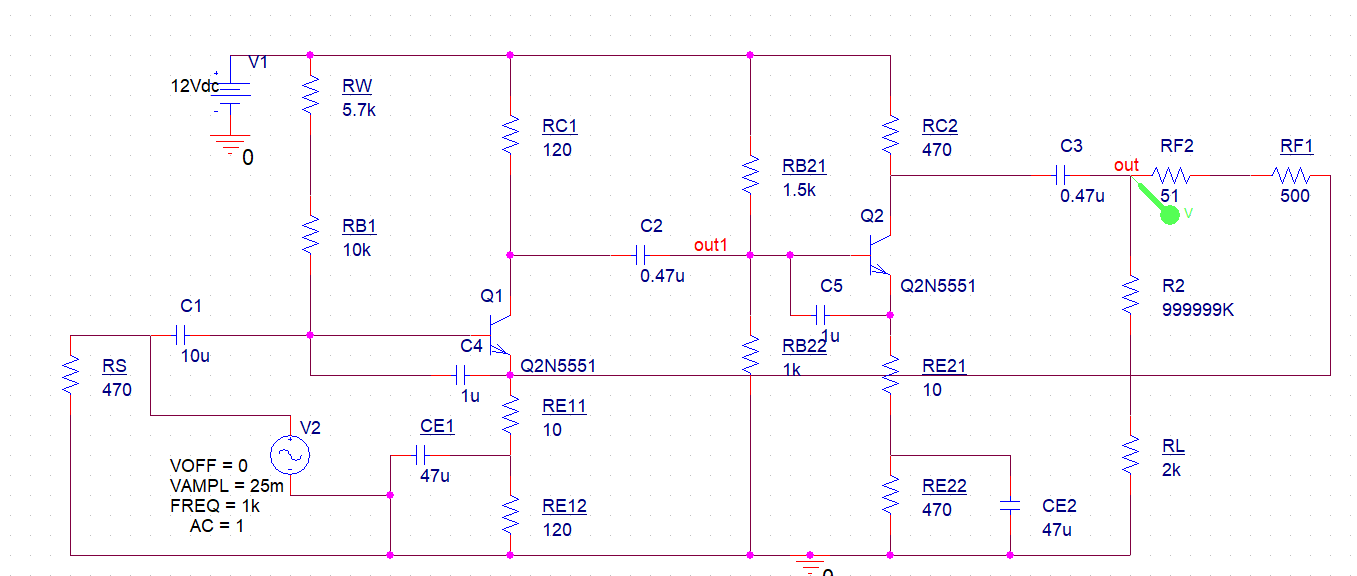 V1
12Vdc
0
RW
5.7k
RC1
120
RB1
10k
RB21
1.5k
RC2
470
C3
0.47u
out
RF2
51
V
RF1
500
C2
0.47u
out1
Q2
Q2N5551
C5
1u
R2
999999K
C1
10u
Q1
Q2N5551
C4
1u
RS
470
RB22
1k
RE21
10
RE11
10
V2
VOFF = 0
VAMPL = 25m
FREQ = 1k
AC = 1
CE1
47u
RE12
120
RE22
470
CE2
47u
RL
2k
0